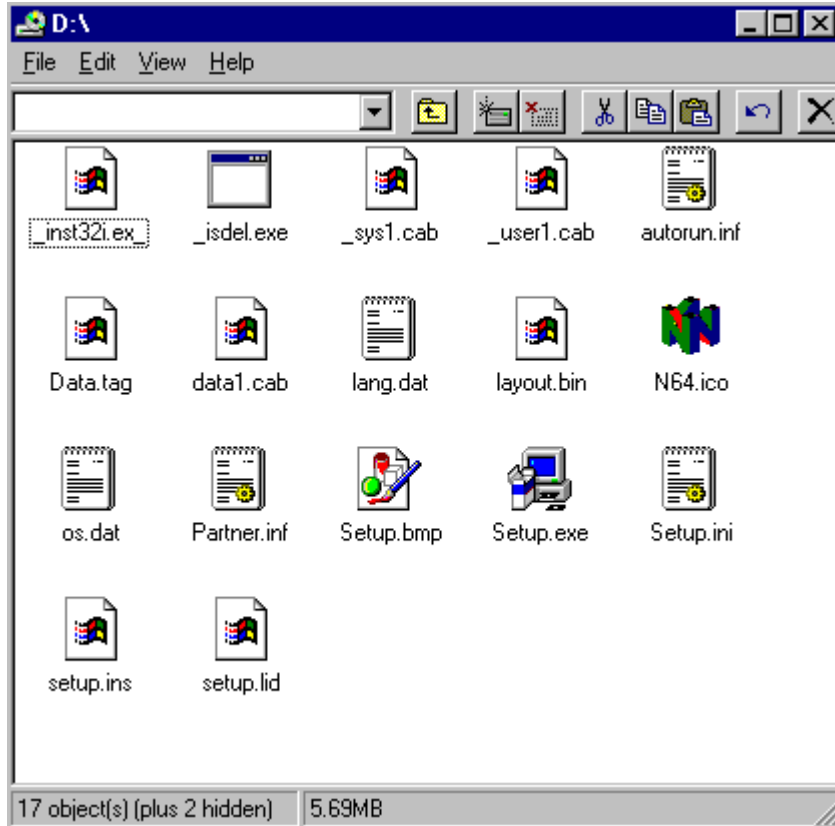 D:\
File Edit View Help
_inst32i.ex_ _isdel.exe _sys1.cab _user1.cab autorun.inf
Data.tag data1.cab lang.dat layout.bin N64.ico
os.dat Partner.inf Setup.bmp Setup.exe Setup.ini
setup.ins setup.lid
17 object(s) (plus 2 hidden) 5.69MB